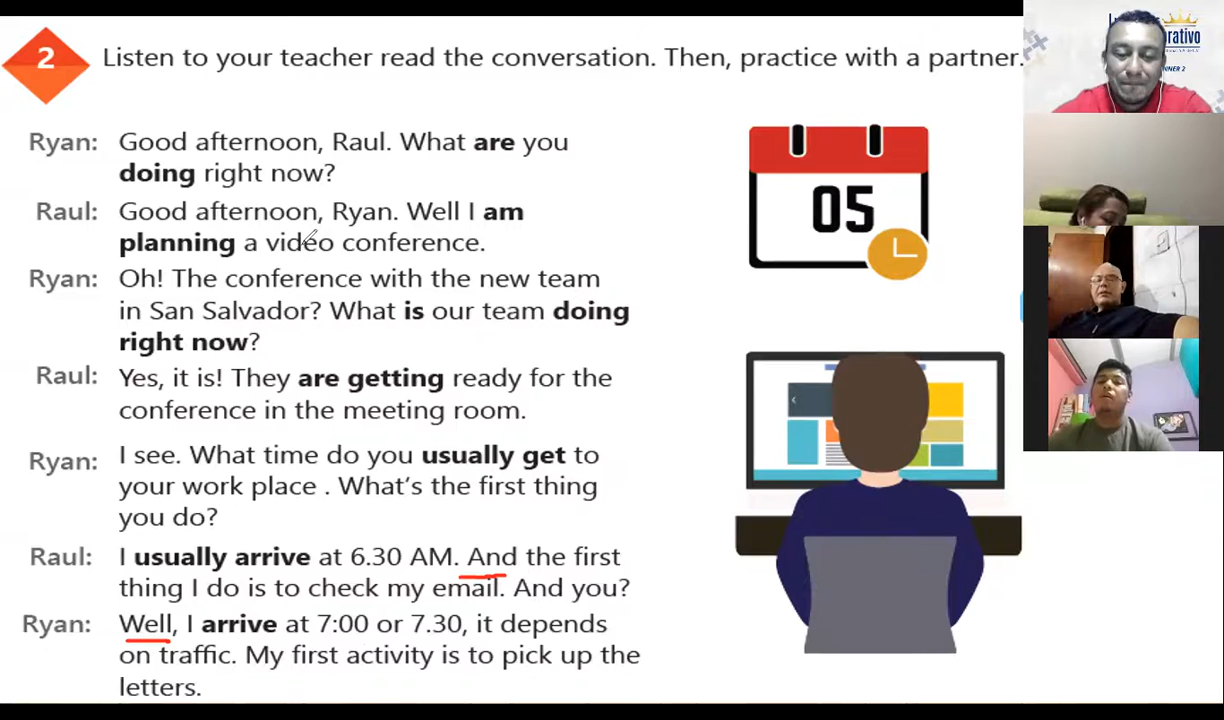 2
Listen to your teacher read the conversation. Then, practice with a partner.
Ryan: Good afternoon, Raul. What are you
doing right now?
Raul: Good afternoon, Ryan. Well I am
planning a video conference.
Ryan: Oh! The conference with the new team
in San Salvador? What is our team doing
right now?
Raul: Yes, it is! They are getting ready for the
conference in the meeting room.
Ryan: I see. What time do you usually get to
your work place . What's the first thing
you do?
Raul: I usually arrive at 6.30 AM. And the first
thing I do is to check my email. And you?
Ryan: Well, I arrive at 7:00 or 7.30, it depends
on traffic. My first activity is to pick up the
letters.
05